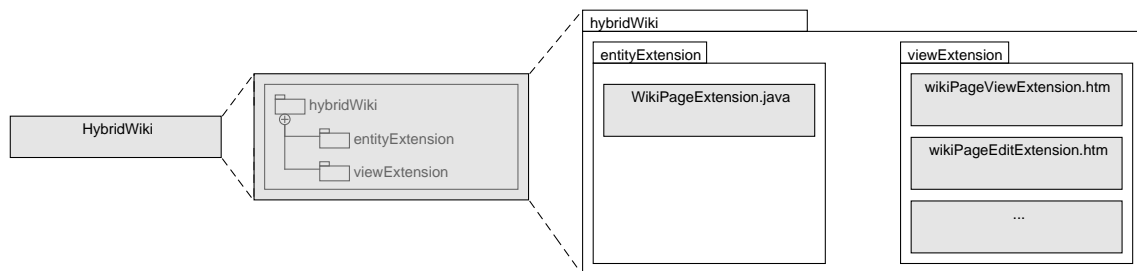 HybridWiki
hybridWiki
entityExtension
viewExtension
hybridWiki
entityExtension
WikiPageExtension.java
viewExtension
wikiPageViewExtension.htm
wikiPageEditExtension.htm
...